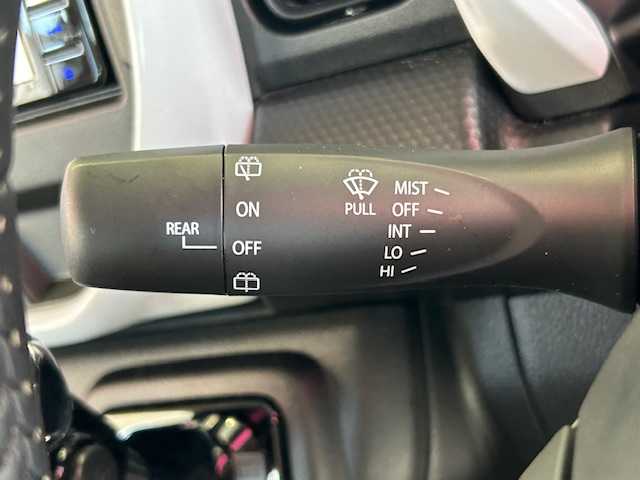 ON
REAR
OFF
PULL
MIST
OFF
INT
LO
HI